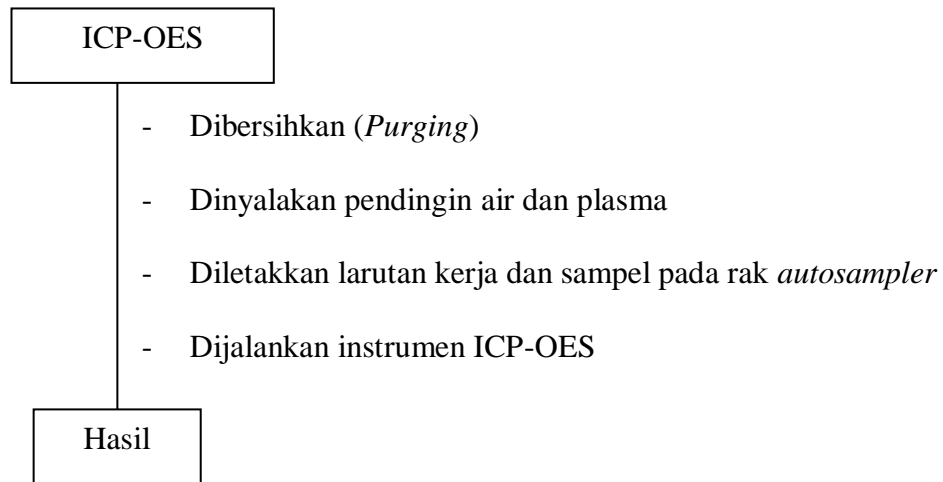 ICP-OES
- Dibersihkan (Purging)
- Dinyalakan pendingin air dan plasma
- Diletakkan larutan kerja dan sampel pada rak autosampler
- Dijalankan instrumen ICP-OES
Hasil